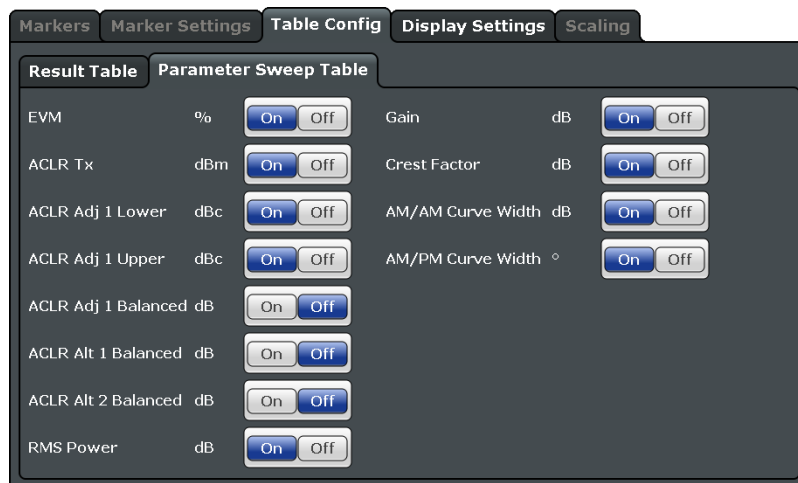 Markers Marker Settings Table Config Display Settings Scaling
Result Table Parameter Sweep Table
EVM % On Off Gain dB On Off
ACLR Tx dBm On Off Crest Factor dB On Off
ACLR Adj 1 Lower dBc On Off AM/AM Curve Width dB On Off
ACLR Adj 1 Upper dBc On Off AM/PM Curve Width ° On Off
ACLR Adj 1 Balanced dB On Off
ACLR Alt 1 Balanced dB On Off
ACLR Alt 2 Balanced dB On Off
RMS Power dB On Off